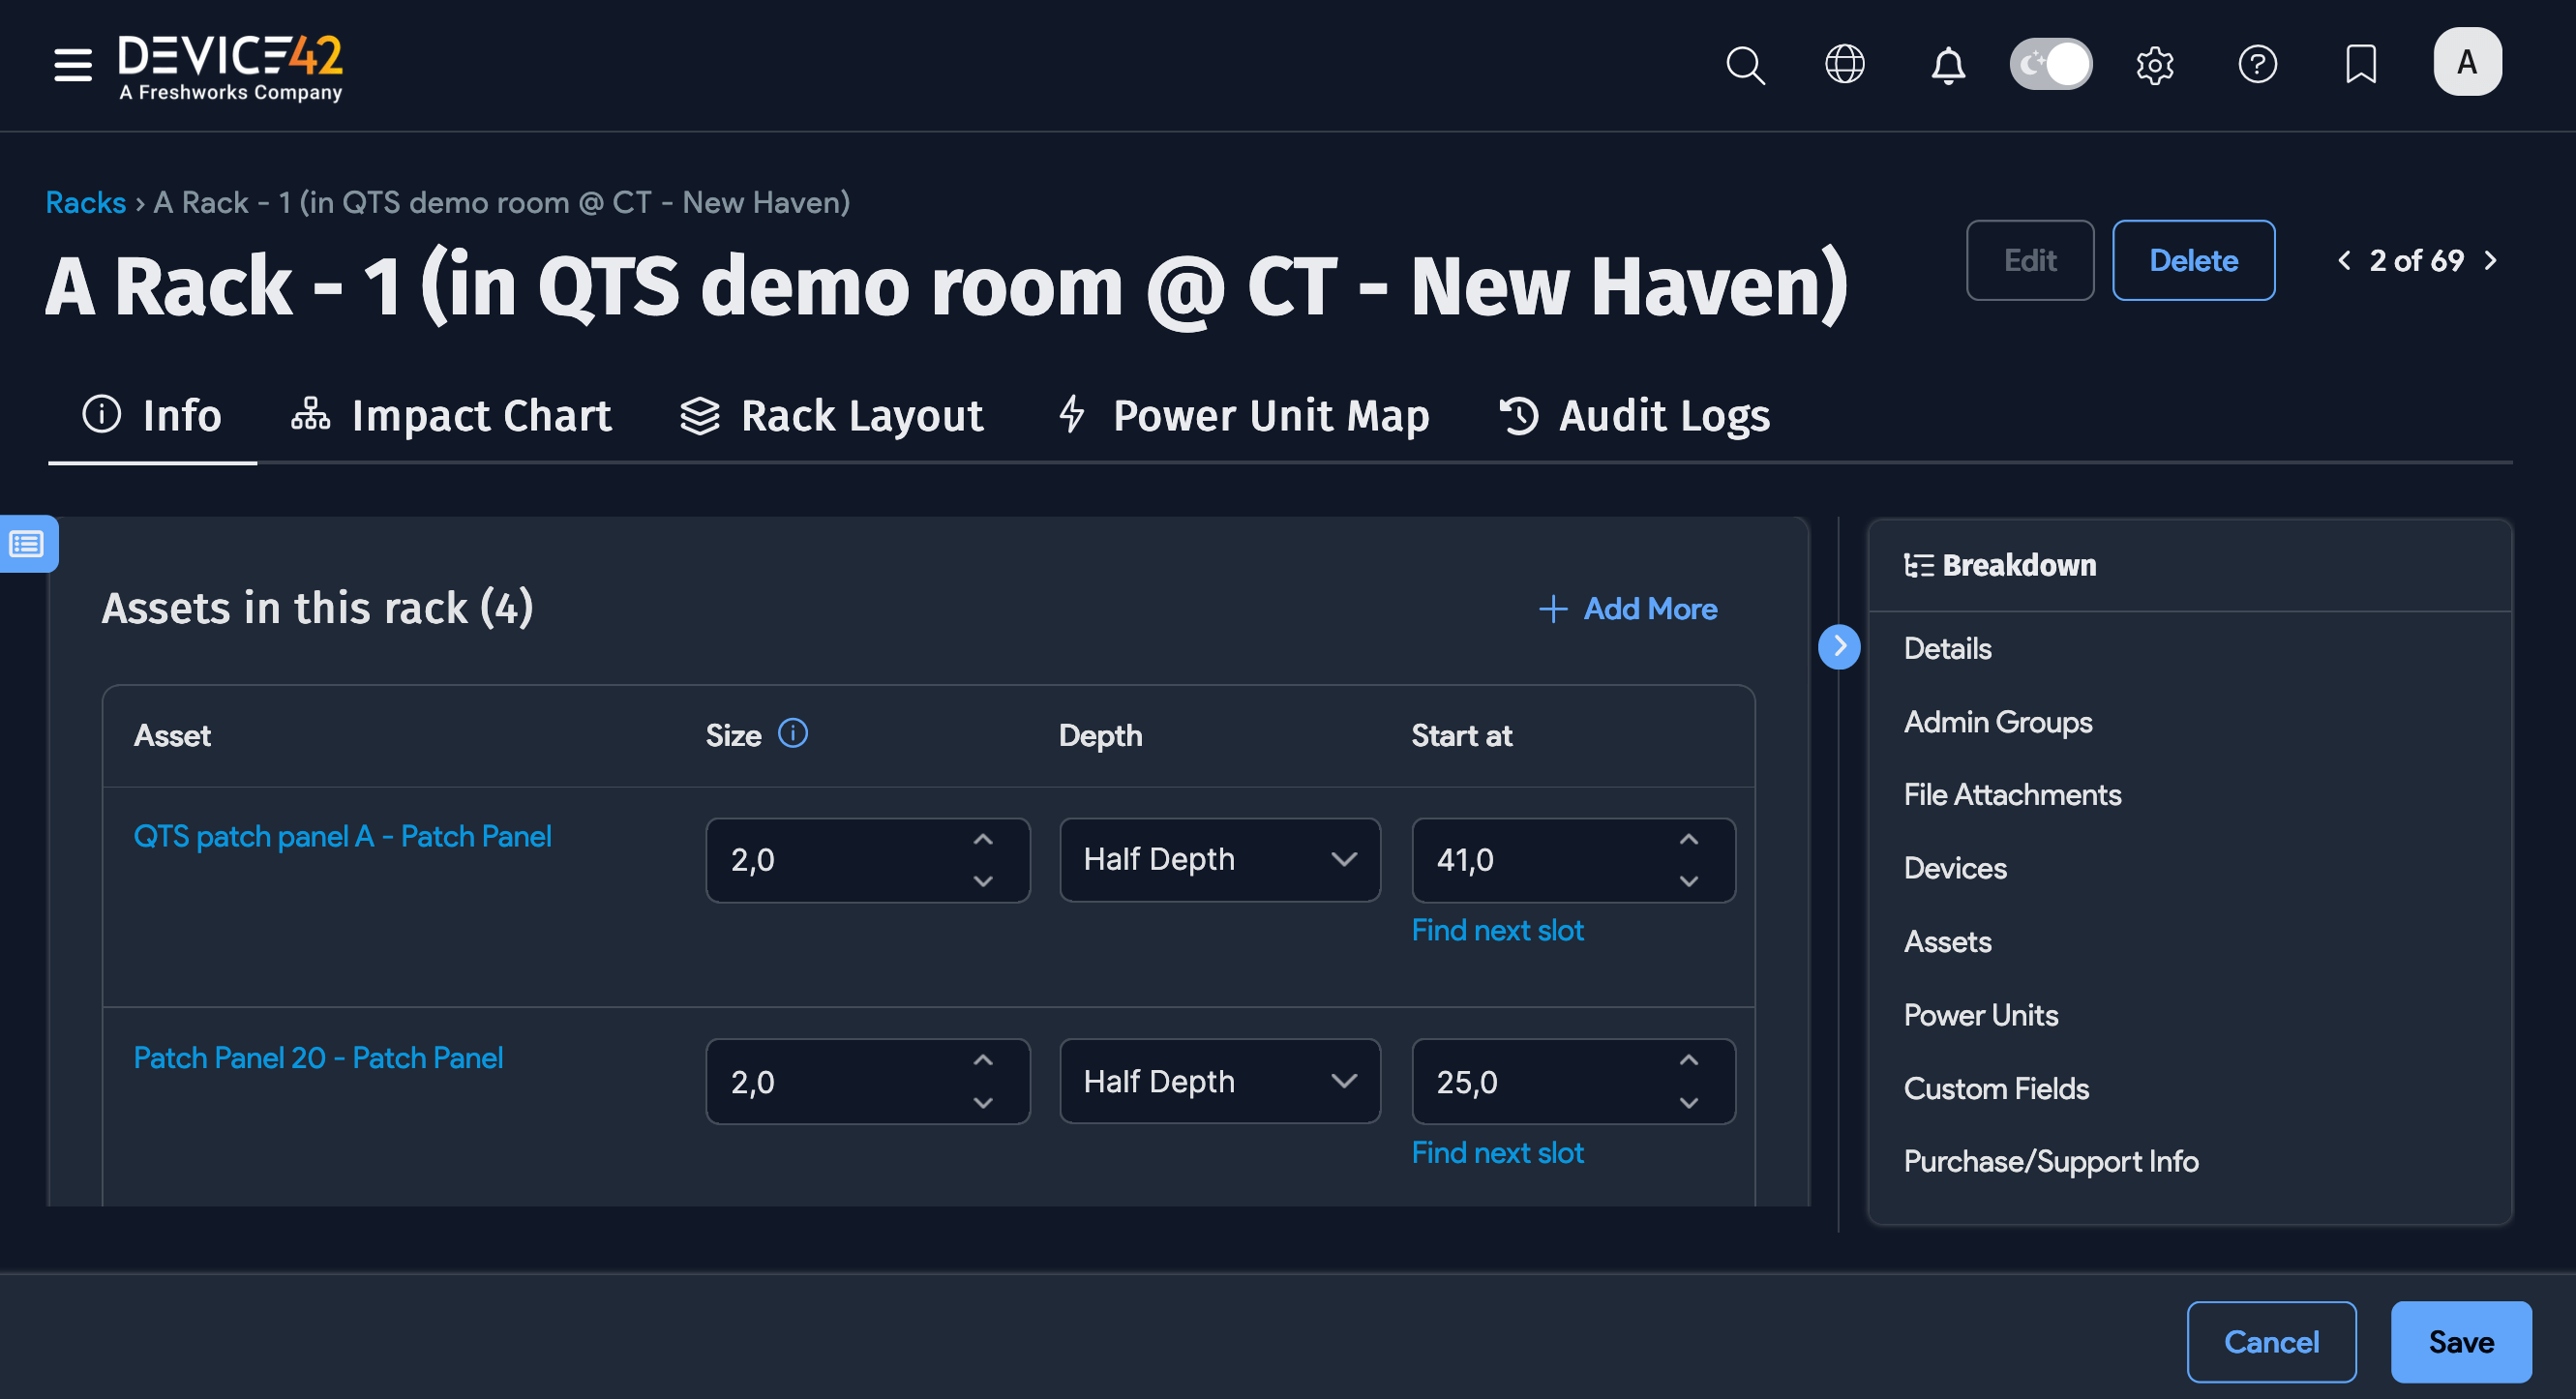 DEVICE42
A Freshworks Company
A
Racks › A Rack - 1 (in QTS demo room @ CT - New Haven)
A Rack - 1 (in QTS demo room @ CT - New Haven)
Edit
Delete
2 of 69
Info
Impact Chart
Rack Layout
Power Unit Map
Audit Logs
Assets in this rack (4)
Add More
Asset Size Depth Start at
QTS patch panel A - Patch Panel
2,0
Half Depth
41,0
Find next slot
Patch Panel 20 - Patch Panel
2,0
Half Depth
25,0
Find next slot
Breakdown
Details
Admin Groups
File Attachments
Devices
Assets
Power Units
Custom Fields
Purchase/Support Info
Cancel
Save